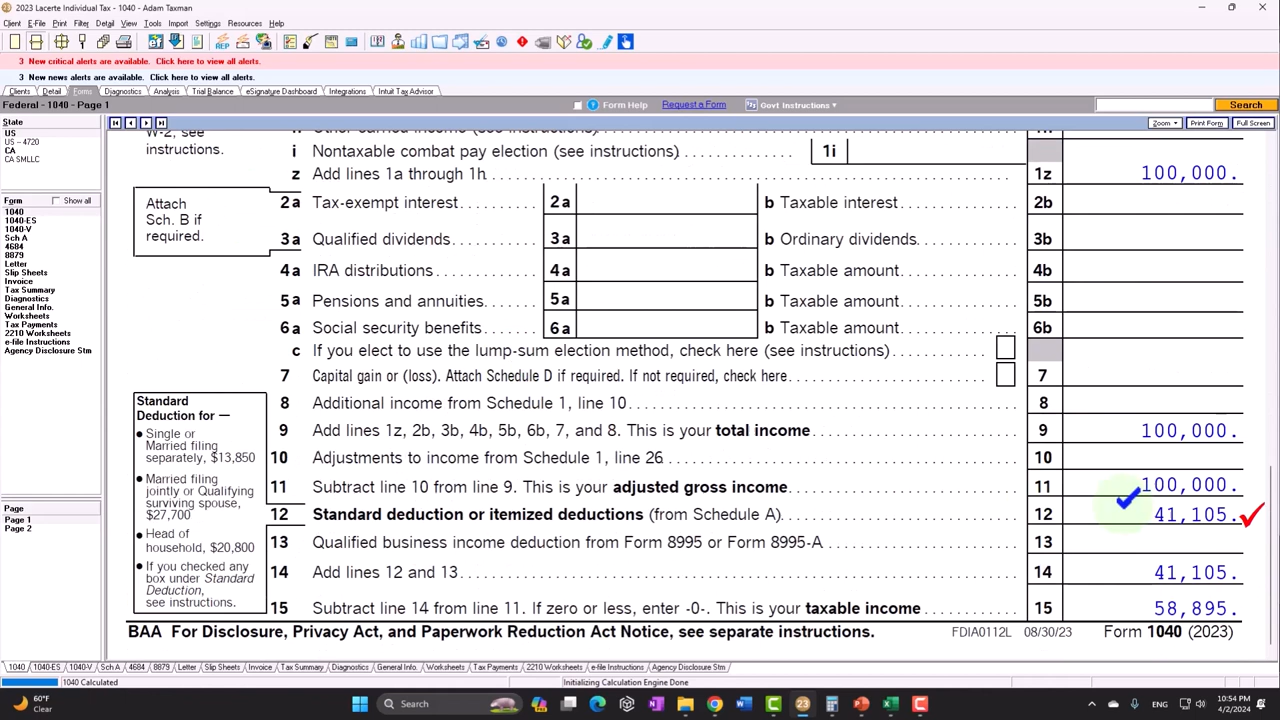 2023 Lacerte Individual Tax - 1040 - Adam Taxman
Client E-File Print Filter Detail View Tools Import Settings Resources Help
3 New critical alerts are available. Click here to view all alerts.
3 New news alerts are available. Click here to view all alerts.
Clients Detail Forms Diagnostics Analysis Trial Balance eSignature Dashboard Integrations Intuit Tax Advisor
Federal - 1040 - Page 1
Form Help Request a Form Govt Instructions Search
State
US
US - 4720
CA
CA SMLLC
Form Show all
1040
1040-ES
1040-V
Sch A
4684
8879
Letter
Slip Sheets
Invoice
Tax Summary
Diagnostics
General Info.
Worksheets
Tax Payments
2210 Worksheets
e-file Instructions
Agency Disclosure Stm
Page
Page 1
Page 2
Zoom Print Form Full Screen
W-2, see
instructions.
i Nontaxable combat pay election (see instructions) 1i
z Add lines 1a through 1h 1z 100,000.
Attach
Sch. B if
required.
2a Tax-exempt interest 2a b Taxable interest 2b
3a Qualified dividends 3a b Ordinary dividends 3b
4a IRA distributions 4a b Taxable amount 4b
5a Pensions and annuities 5a b Taxable amount 5b
6a Social security benefits 6a b Taxable amount 6b
c If you elect to use the lump-sum election method, check here (see instructions)
7 Capital gain or (loss). Attach Schedule D if required. If not required, check here 7
Standard
Deduction for —
• Single or
Married filing
separately, $13,850
• Married filing
jointly or Qualifying
surviving spouse,
$27,700
• Head of
household, $20,800
• If you checked any
box under Standard
Deduction,
see instructions.
8 Additional income from Schedule 1, line 10 8
9 Add lines 1z, 2b, 3b, 4b, 5b, 6b, 7, and 8. This is your total income 9 100,000.
10 Adjustments to income from Schedule 1, line 26 10
11 Subtract line 10 from line 9. This is your adjusted gross income 11 100,000.
12 Standard deduction or itemized deductions (from Schedule A) 12 41,105.
13 Qualified business income deduction from Form 8995 or Form 8995-A 13
14 Add lines 12 and 13 14 41,105.
15 Subtract line 14 from line 11. If zero or less, enter -0-. This is your taxable income 15 58,895.
BAA For Disclosure, Privacy Act, and Paperwork Reduction Act Notice, see separate instructions. FDIA0112L 08/30/23 Form 1040 (2023)
1040 1040-ES 1040-V Sch A 4684 8879 Letter Slip Sheets Invoice Tax Summary Diagnostics General Info. Worksheets Tax Payments 2210 Worksheets e-file Instructions Agency Disclosure Stm
1040 Calculated Initializing Calculation Engine Done
60°F
Clear
Search
10:54 PM
4/2/2024